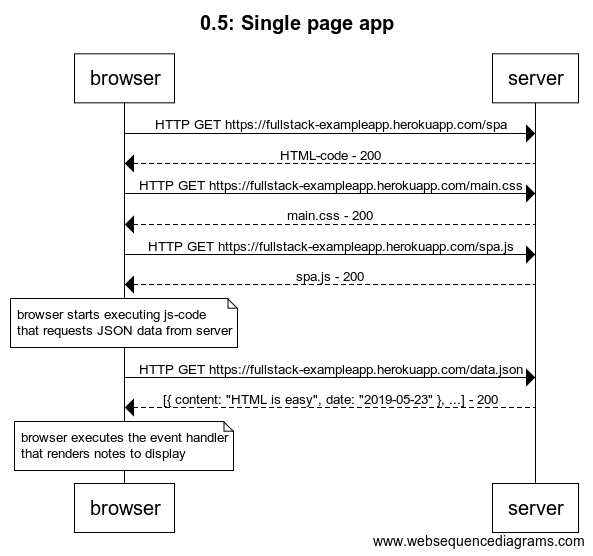 0.5: Single page app
browser
server
HTTP GET https://fullstack-exampleapp.herokuapp.com/spa
HTML-code - 200
HTTP GET https://fullstack-exampleapp.herokuapp.com/main.css
main.css - 200
HTTP GET https://fullstack-exampleapp.herokuapp.com/spa.js
spa.js - 200
browser starts executing js-code
that requests JSON data from server
HTTP GET https://fullstack-exampleapp.herokuapp.com/data.json
[{ content: "HTML is easy", date: "2019-05-23" }, ...] - 200
browser executes the event handler
that renders notes to display
browser
server
www.websequencediagrams.com